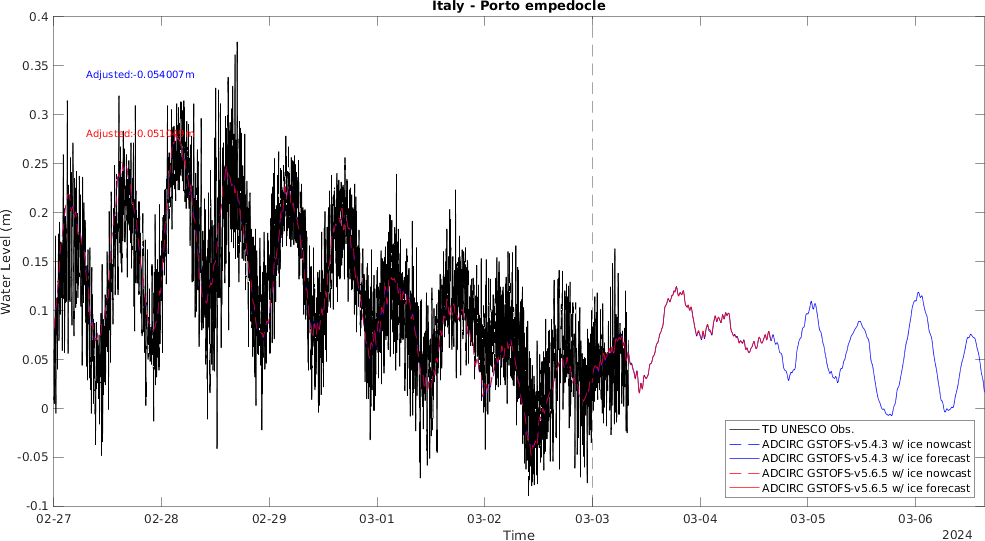 Italy - Porto empedocle
0.4
0.35
0.3
0.25
0.2
0.15
0.1
0.05
0
-0.05
-0.1
Water Level (m)
Adjusted:-0.054007m
02-27
02-28
02-29
03-01
03-02
03-03
03-04
03-05
03-06
Time
2024
TD UNESCO Obs.
ADCIRC GSTOFS-v5.4.3 w/ ice nowcast
ADCIRC GSTOFS-v5.4.3 w/ ice forecast
ADCIRC GSTOFS-v5.6.5 w/ ice nowcast
ADCIRC GSTOFS-v5.6.5 w/ ice forecast